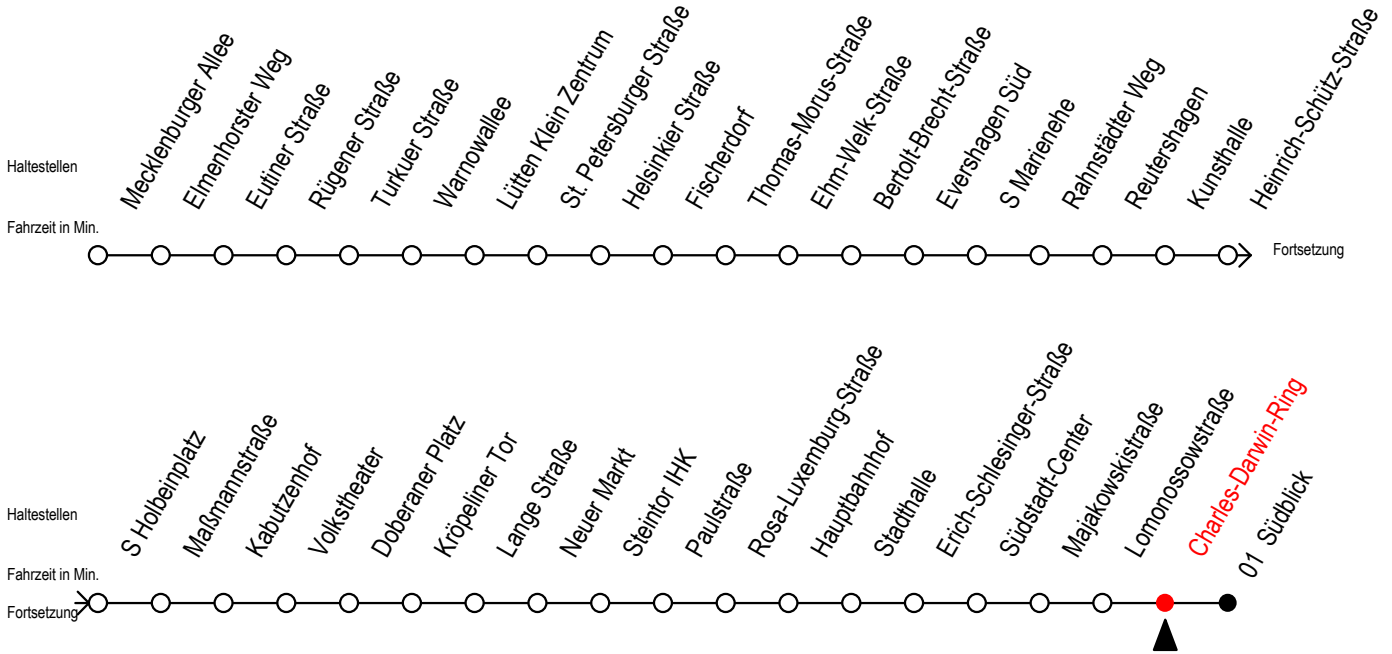 Haltestellen
Mecklenburger Allee
Elmenhorster Weg
Eutiner Straße
Rügener Straße
Turkuer Straße
Warnowallee
Lütten Klein Zentrum
St. Petersburger Straße
Helsinkier Straße
Fischerdorf
Thomas-Morus-Straße
Ehm-Welk-Straße
Bertolt-Brecht-Straße
Evershagen Süd
S Marienehe
Rahnstädter Weg
Reutershagen
Kunsthalle
Heinrich-Schütz-Straße
Fahrzeit in Min.
Fortsetzung
Haltestellen
S Holbeinplatz
Maßmannstraße
Kabutzenhof
Volkstheater
Doberaner Platz
Kröpeliner Tor
Lange Straße
Neuer Markt
Steintor IHK
Paulstraße
Rosa-Luxemburg-Straße
Hauptbahnhof
Stadthalle
Erich-Schlesinger-Straße
Südstadt-Center
Majakowskistraße
Lomonossowstraße
Charles-Darwin-Ring
01 Südblick
Fahrzeit in Min.
Fortsetzung